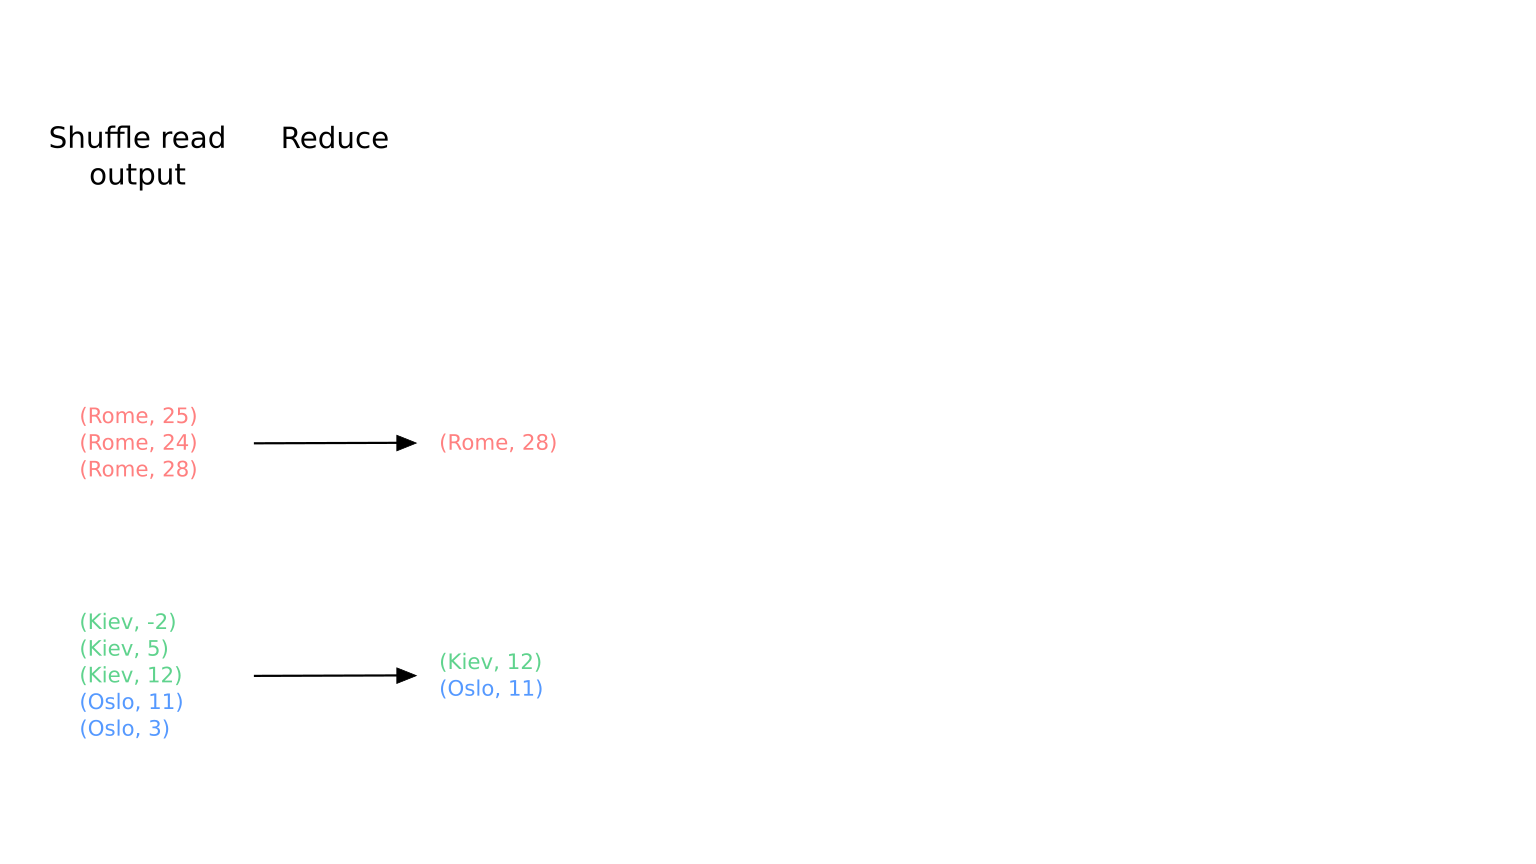 Shuffle read
output
Reduce
(Rome, 25)
(Rome, 24)
(Rome, 28)
(Rome, 28)
(Kiev, -2)
(Kiev, 5)
(Kiev, 12)
(Oslo, 11)
(Oslo, 3)
(Kiev, 12)
(Oslo, 11)